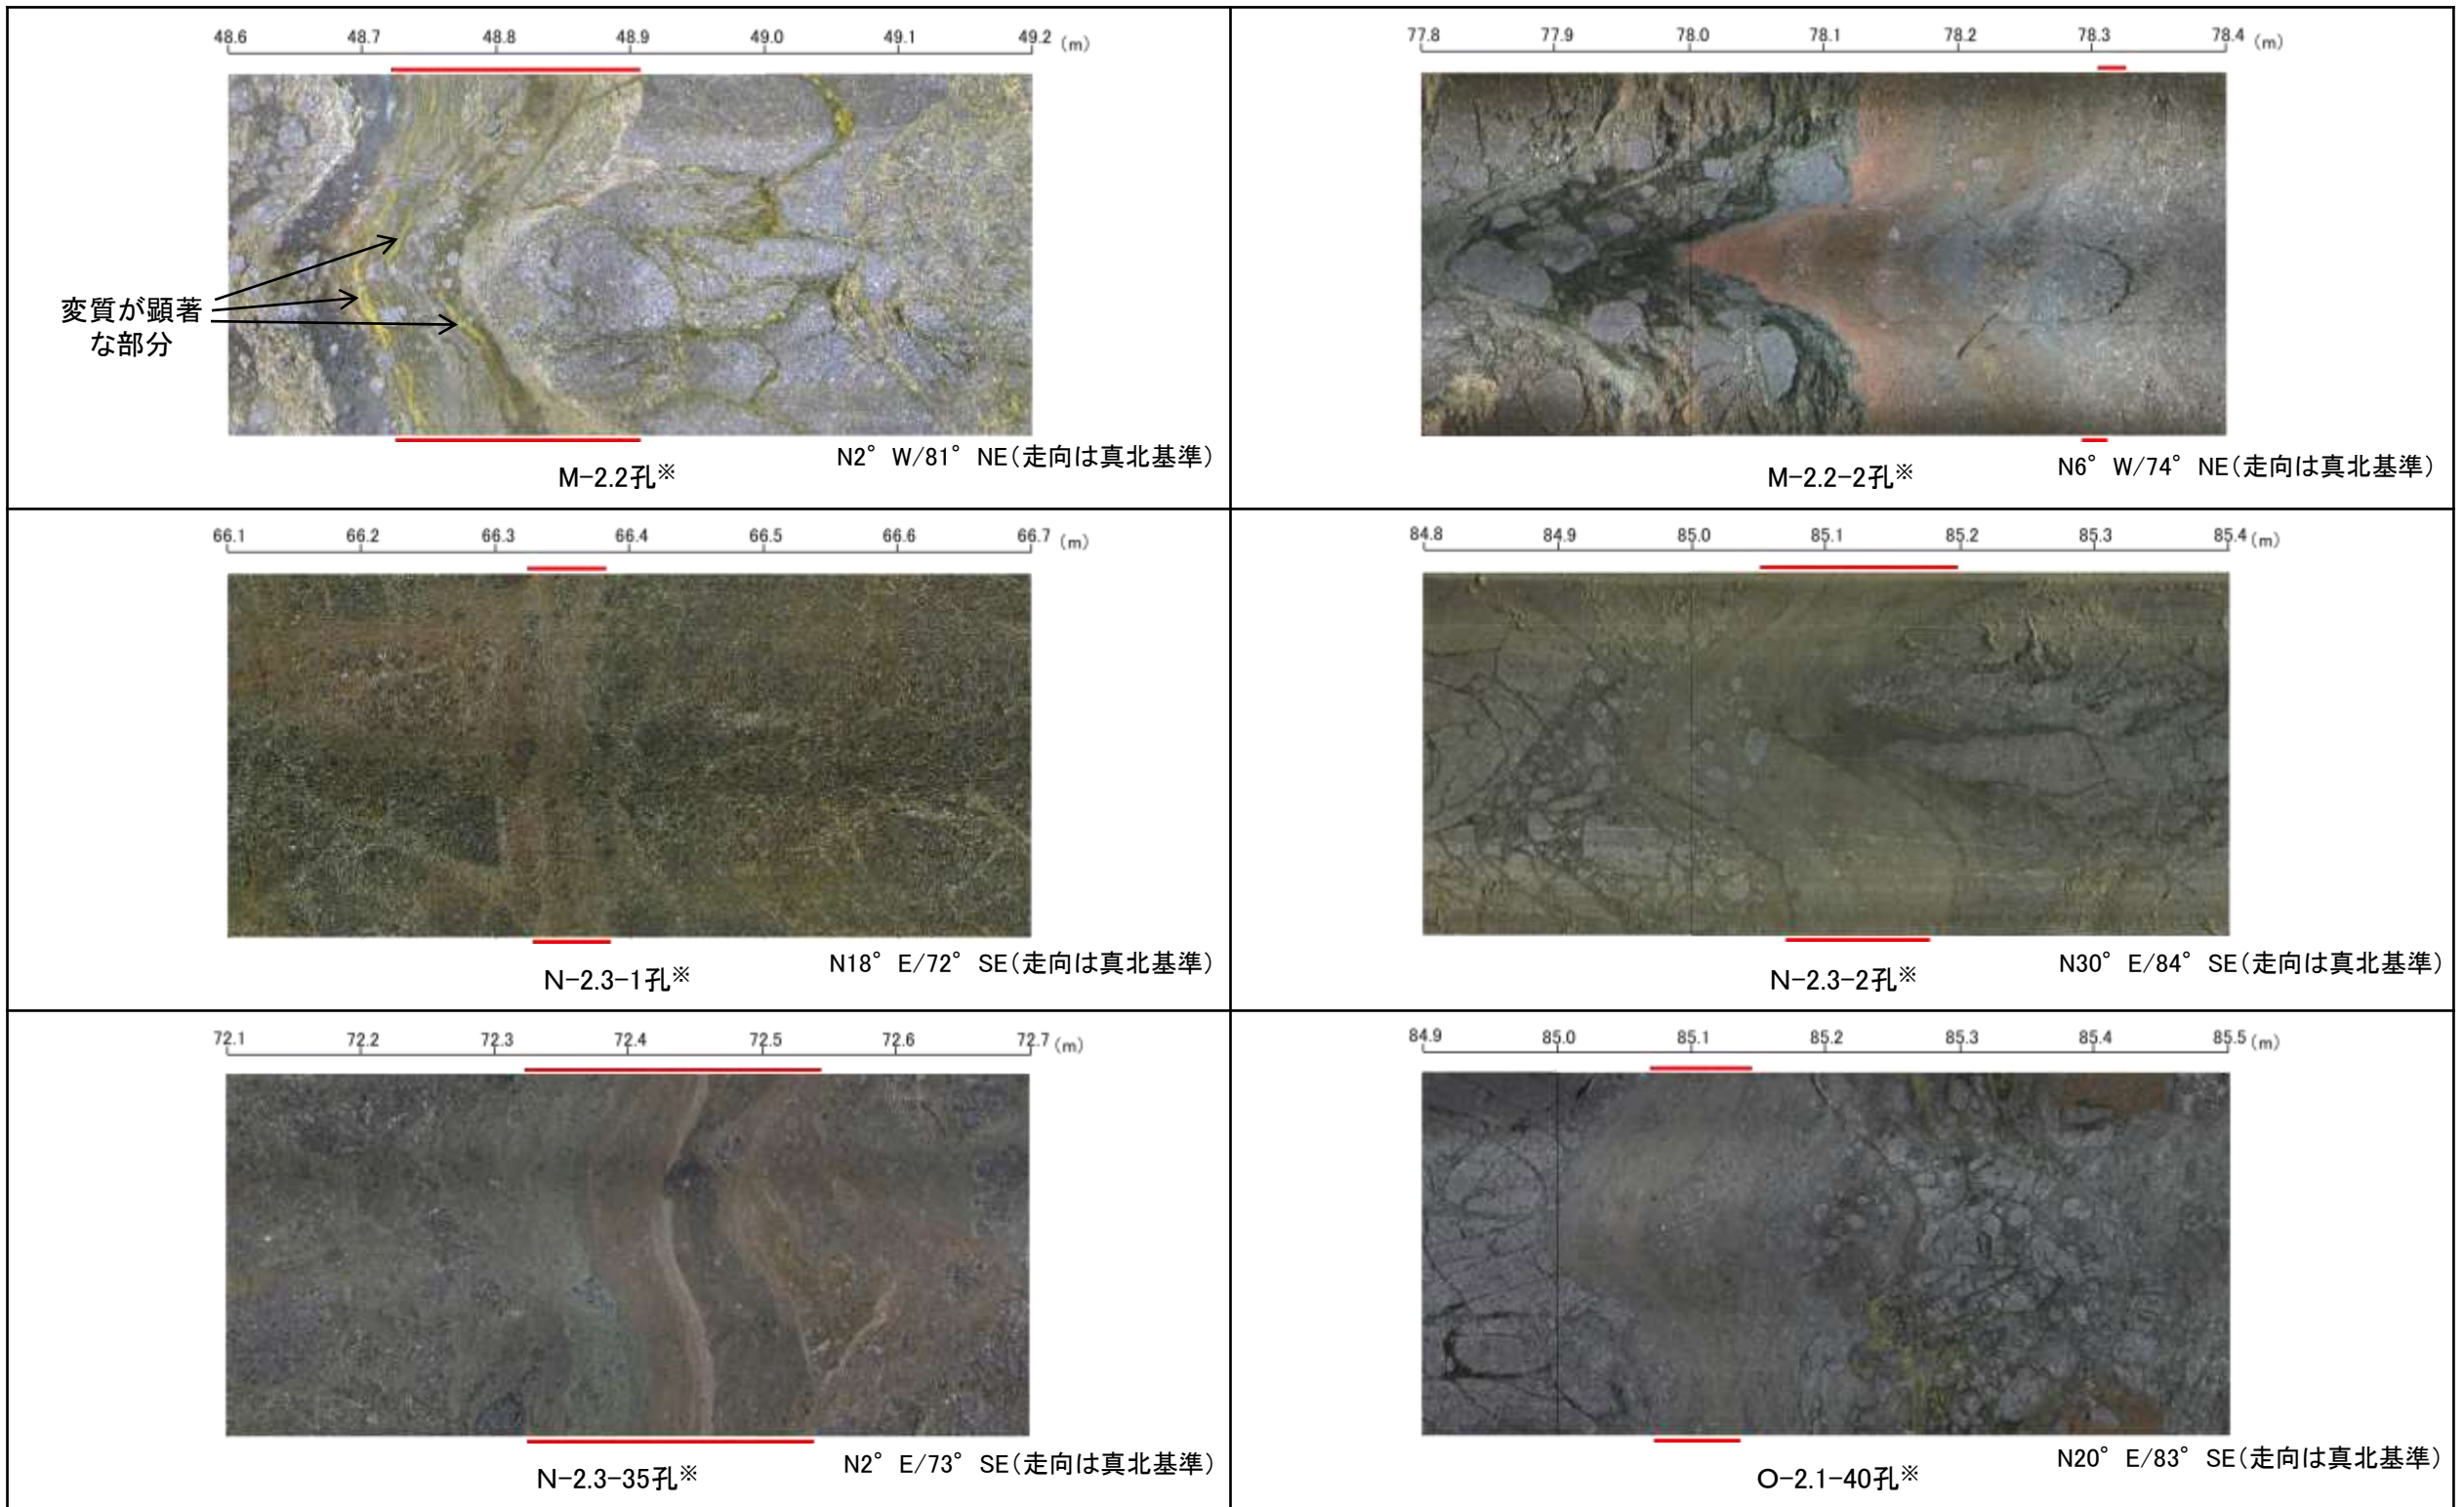 48.6 48.7 48.8 48.9 49.0 49.1 49.2 (m)
変質が顕著
な部分
N2° W/81° NE(走向は真北基準)
M-2.2孔※
77.8 77.9 78.0 78.1 78.2 78.3 78.4 (m)
N6° W/74° NE(走向は真北基準)
M-2.2-2孔※
66.1 66.2 66.3 66.4 66.5 66.6 66.7 (m)
N18° E/72° SE(走向は真北基準)
N-2.3-1孔※
84.8 84.9 85.0 85.1 85.2 85.3 85.4 (m)
N30° E/84° SE(走向は真北基準)
N-2.3-2孔※
72.1 72.2 72.3 72.4 72.5 72.6 72.7 (m)
N2° E/73° SE(走向は真北基準)
N-2.3-35孔※
84.9 85.0 85.1 85.2 85.3 85.4 85.5 (m)
N20° E/83° SE(走向は真北基準)
O-2.1-40孔※